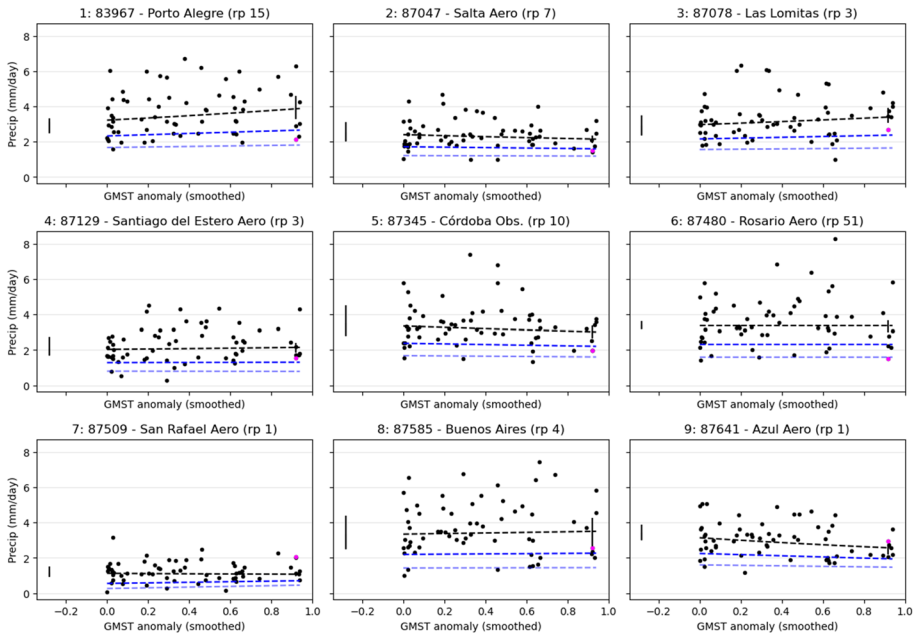 1: 83967 - Porto Alegre (rp 15)
2: 87047 - Salta Aero (rp 7)
3: 87078 - Las Lomitas (rp 3)
Precip (mm/day)
8
6
4
2
0
GMST anomaly (smoothed)
GMST anomaly (smoothed)
GMST anomaly (smoothed)
4: 87129 - Santiago del Estero Aero (rp 3)
5: 87345 - Córdoba Obs. (rp 10)
6: 87480 - Rosario Aero (rp 51)
Precip (mm/day)
8
6
4
2
0
GMST anomaly (smoothed)
GMST anomaly (smoothed)
GMST anomaly (smoothed)
7: 87509 - San Rafael Aero (rp 1)
8: 87585 - Buenos Aires (rp 4)
9: 87641 - Azul Aero (rp 1)
Precip (mm/day)
8
6
4
2
0
−0.2 0.0 0.2 0.4 0.6 0.8 1.0
−0.2 0.0 0.2 0.4 0.6 0.8 1.0
−0.2 0.0 0.2 0.4 0.6 0.8 1.0
GMST anomaly (smoothed)
GMST anomaly (smoothed)
GMST anomaly (smoothed)